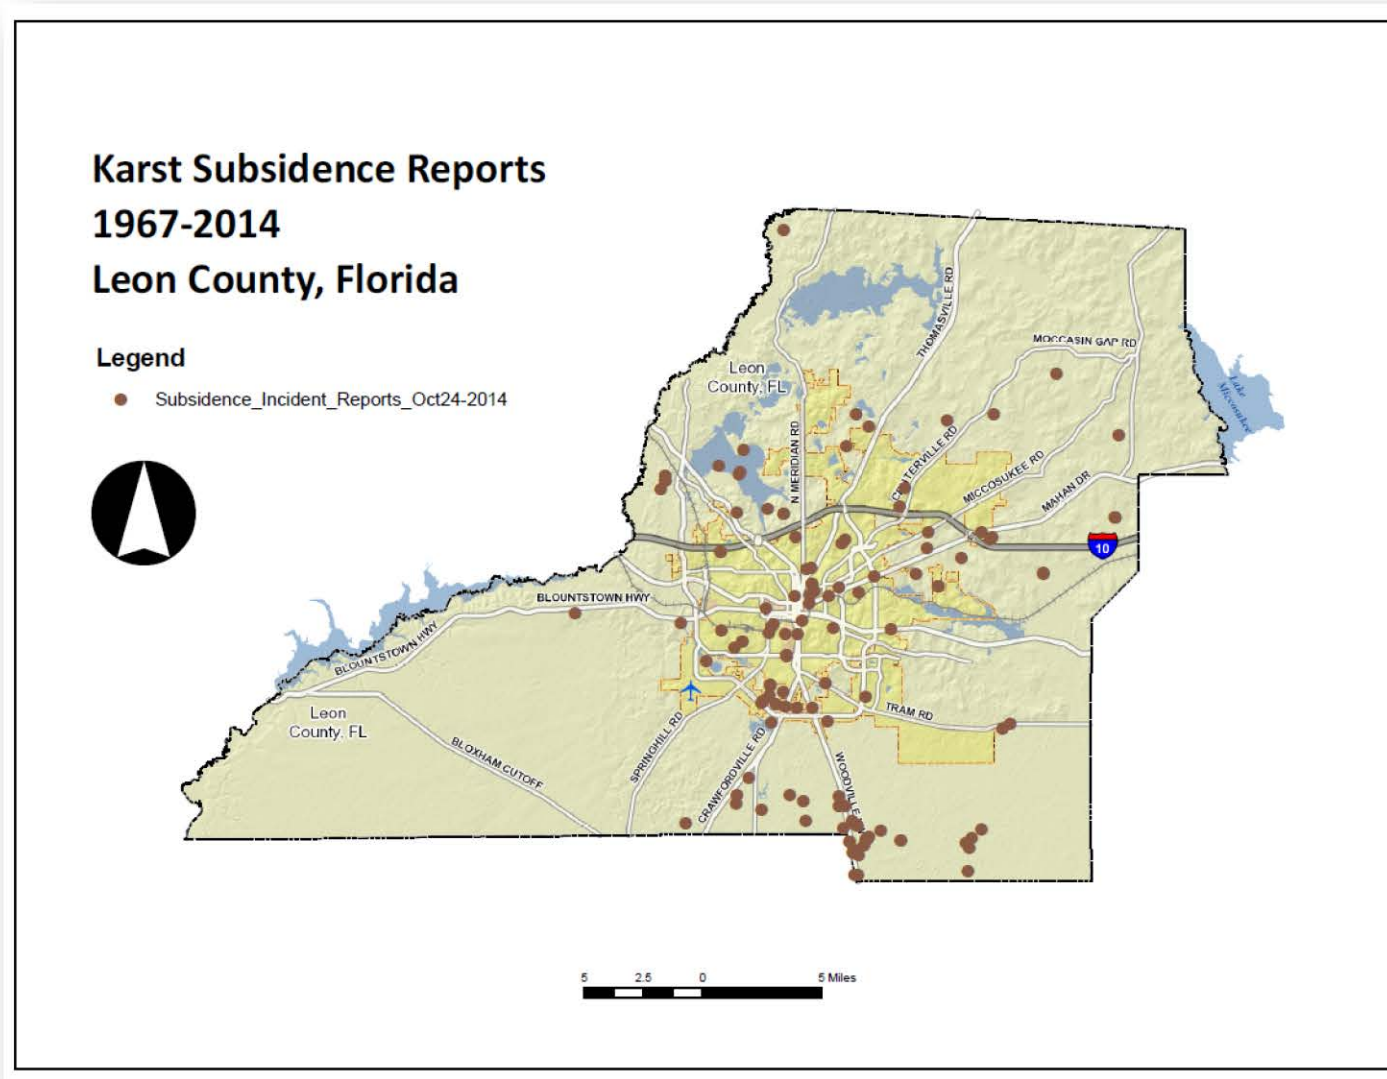 Karst Subsidence Reports
1967-2014
Leon County, Florida
Legend
Subsidence_Incident_Reports_Oct24-2014
THOMASVILLE RD
MOCCASIN GAP RD
Leon
County, FL
Lake
Miccosukee
N MERIDIAN RD
CENTERVILLE RD
MICCOSUKEE RD
MAHAN DR
10
BLOUNTSTOWN HWY
BLOUNTSTOWN HWY
Leon
County, FL
BLOXHAM CUTOFF
SPRINGHILL RD
CRAWFORDVILLE RD
WOODVILLE
TRAM RD
5 2.5 0 5 Miles